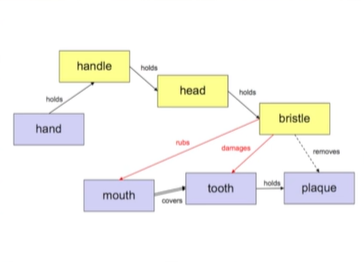 handle
holds
head
holds
holds
hand
bristle
rubs
damages
removes
mouth
covers
tooth
holds
plaque